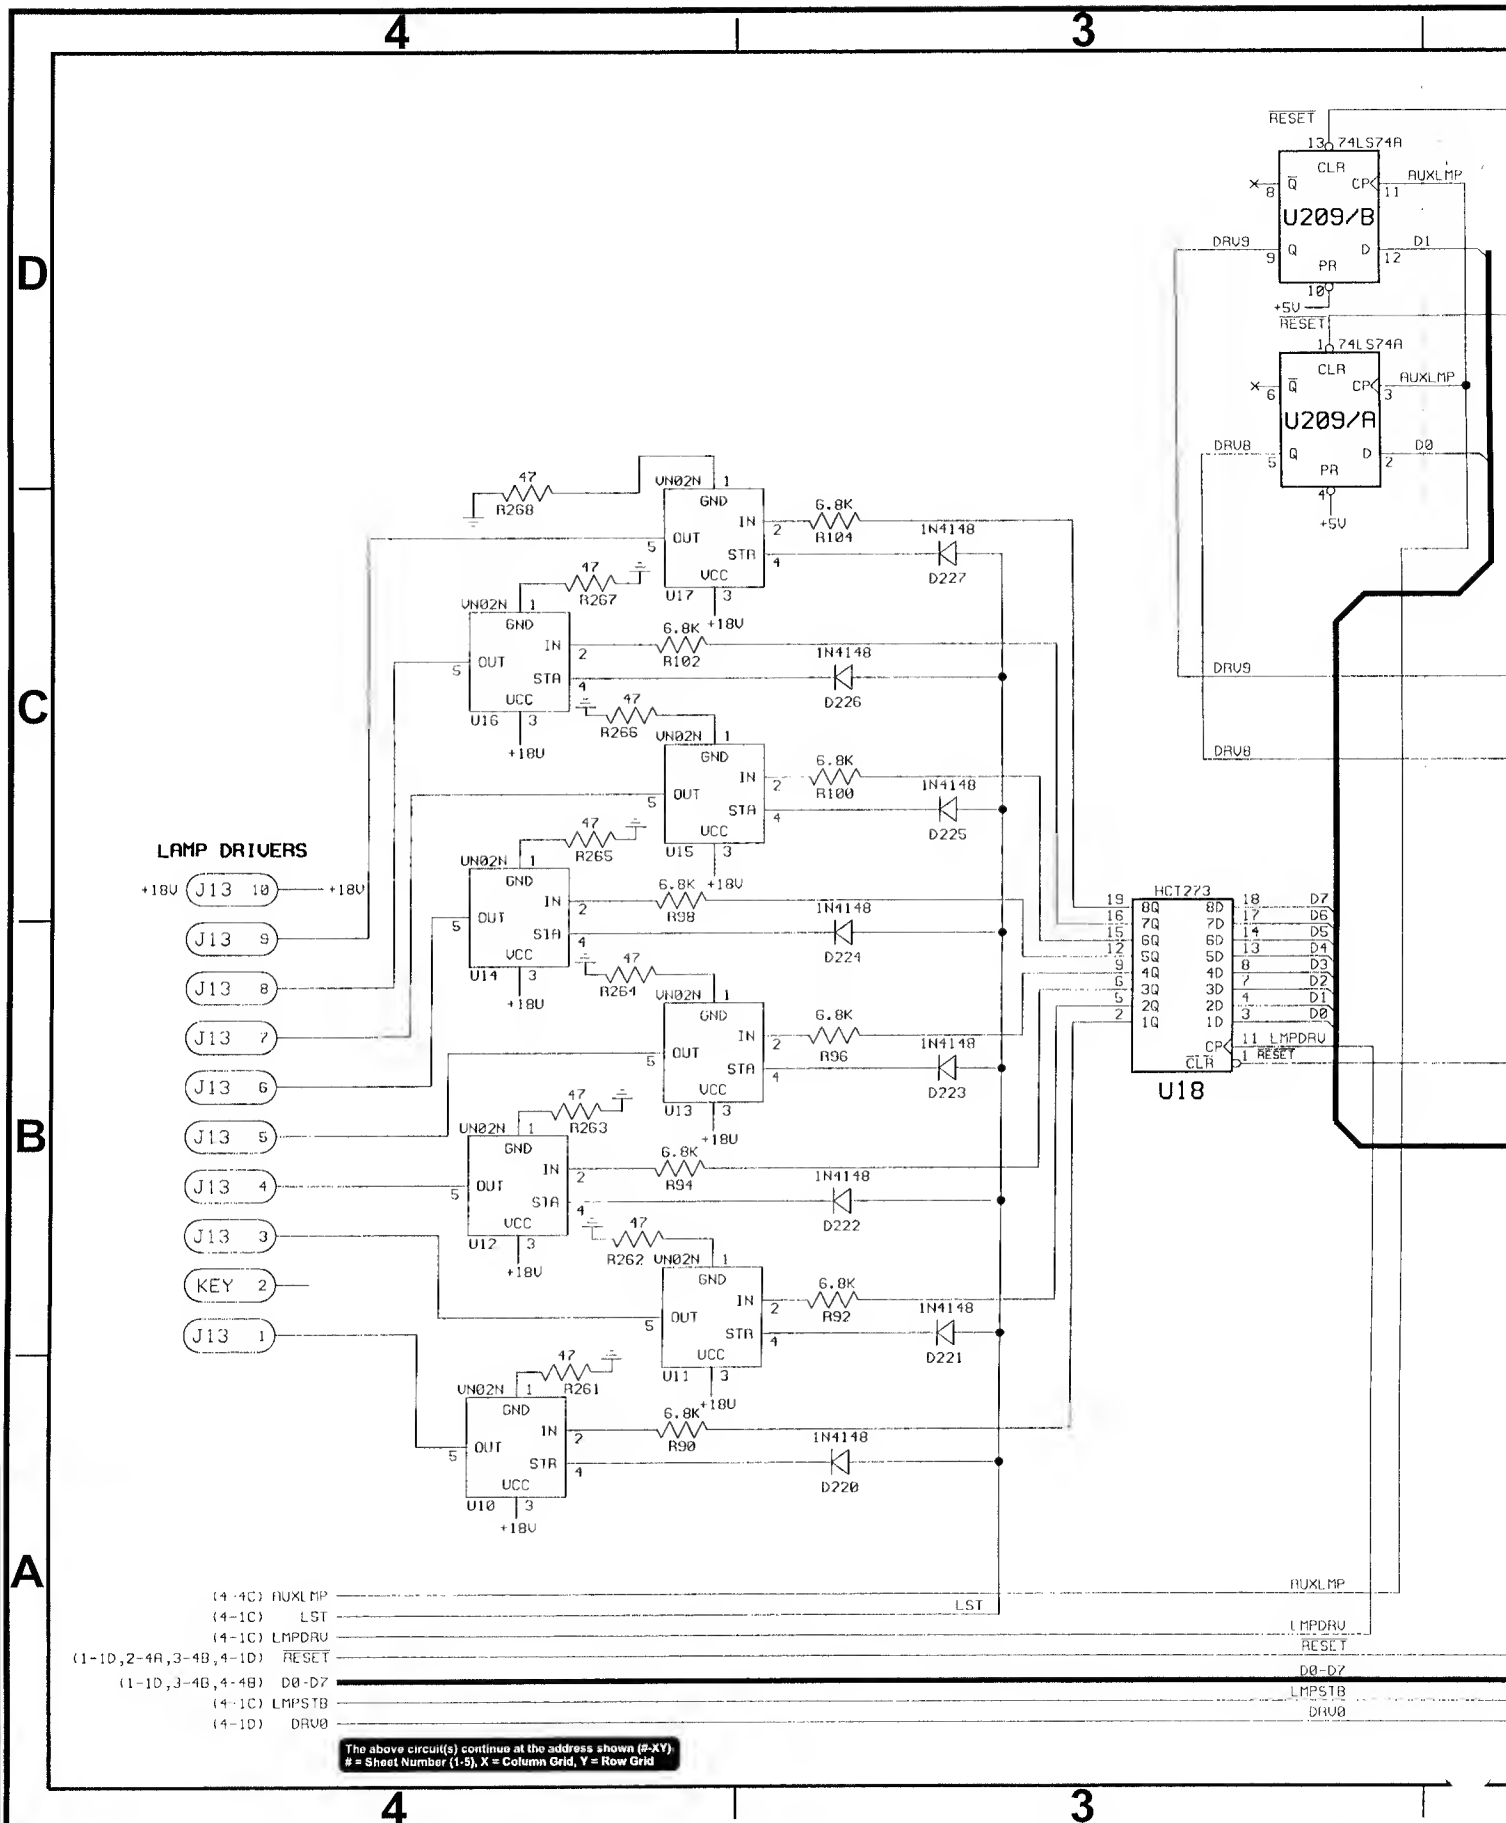 4 3
RESET
13 74LS74A
CLR
AUXLMP
8 Q CP 11
U209/B
DRV9 D1
9 Q D 12
PR
10
+5V
RESET
1 74LS74A
CLR
AUXLMP
6 Q CP 3
U209/A
DRV8 D0
5 Q D 2
PR
4
+5V
D
47
R268
VN02N 1
GND
IN 2
6.8K
R104
5 OUT
STA 4
1N4148
D227
VCC
U17 3
+18V
47
R267
VN02N 1
GND
IN 2
6.8K
R102
5 OUT
STA 4
1N4148
D226
VCC
U16 3
+18V
DRV9
C
47
R266
VN02N 1
GND
IN 2
6.8K
R100
5 OUT
STA 4
1N4148
D225
VCC
U15 3
+18V
DRV8
47
R265
VN02N 1
GND
IN 2
6.8K
R98
5 OUT
STA 4
1N4148
D224
VCC
U14 3
+18V
LAMP DRIVERS
+18V J13 10 +18V
J13 9
J13 8
J13 7
J13 6
J13 5
J13 4
J13 3
KEY 2
J13 1
HCT273
19 8Q 8D 18 D7
16 7Q 7D 17 D6
15 6Q 6D 14 D5
12 5Q 5D 13 D4
9 4Q 4D 8 D3
6 3Q 3D 7 D2
5 2Q 2D 4 D1
2 1Q 1D 3 D0
CP 11 LMPDRV
CLR 1 RESET
U18
47
R264
VN02N 1
GND
IN 2
6.8K
R96
5 OUT
STA 4
1N4148
D223
VCC
U13 3
+18V
B
47
R263
VN02N 1
GND
IN 2
6.8K
R94
5 OUT
STA 4
1N4148
D222
VCC
U12 3
+18V
47
R262
VN02N 1
GND
IN 2
6.8K
R92
5 OUT
STA 4
1N4148
D221
VCC
U11 3
+18V
47
R261
VN02N 1
GND
IN 2
6.8K
R90
5 OUT
STA 4
1N4148
D220
VCC
U10 3
+18V
A
(4-4C) AUXLMP AUXLMP
(4-1C) LST LST
(4-1C) LMPDRV LMPDRV
(1-1D,2-4A,3-4B,4-1D) RESET RESET
(1-1D,3-4B,4-4B) D0-D7 D0-D7
(4-1C) LMPSTB LMPSTB
(4-1D) DRV0 DRV0
The above circuit(s) continue at the address shown (#-XY)
# = Sheet Number (1-5), X = Column Grid, Y = Row Grid
4 3